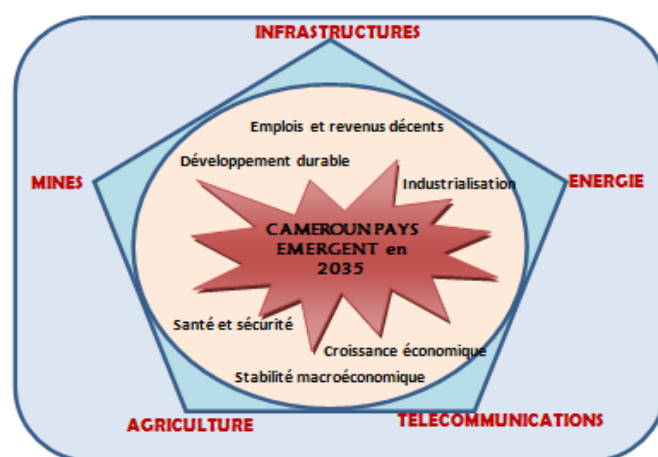 INFRASTRUCTURES
Emplois et revenus décents
Développement durable
MINES
Industrialisation
ENERGIE
CAMEROUN PAYS
EMERGENT en
2035
Santé et sécurité
Croissance économique
Stabilité macroéconomique
AGRICULTURE
TELECOMMUNICATIONS